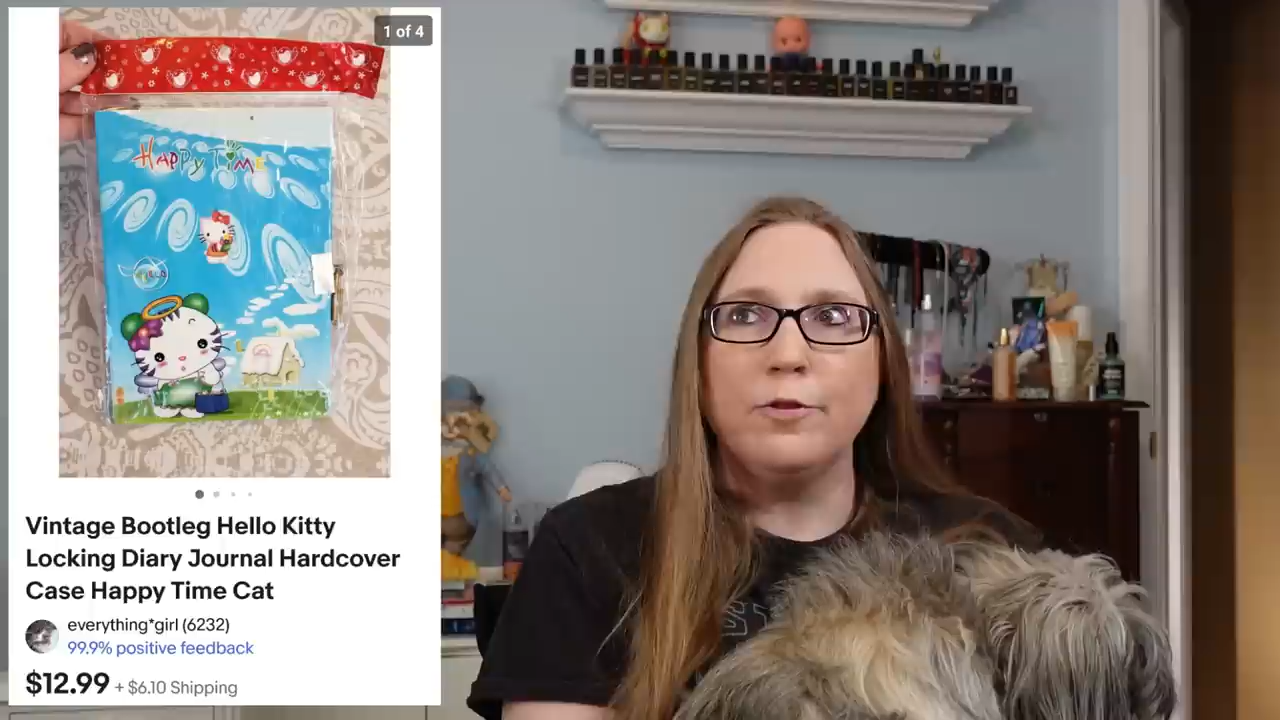 1 of 4
HAPPY TIME
Vintage Bootleg Hello Kitty
Locking Diary Journal Hardcover
Case Happy Time Cat
everything*girl (6232)
99.9% positive feedback
$12.99 + $6.10 Shipping